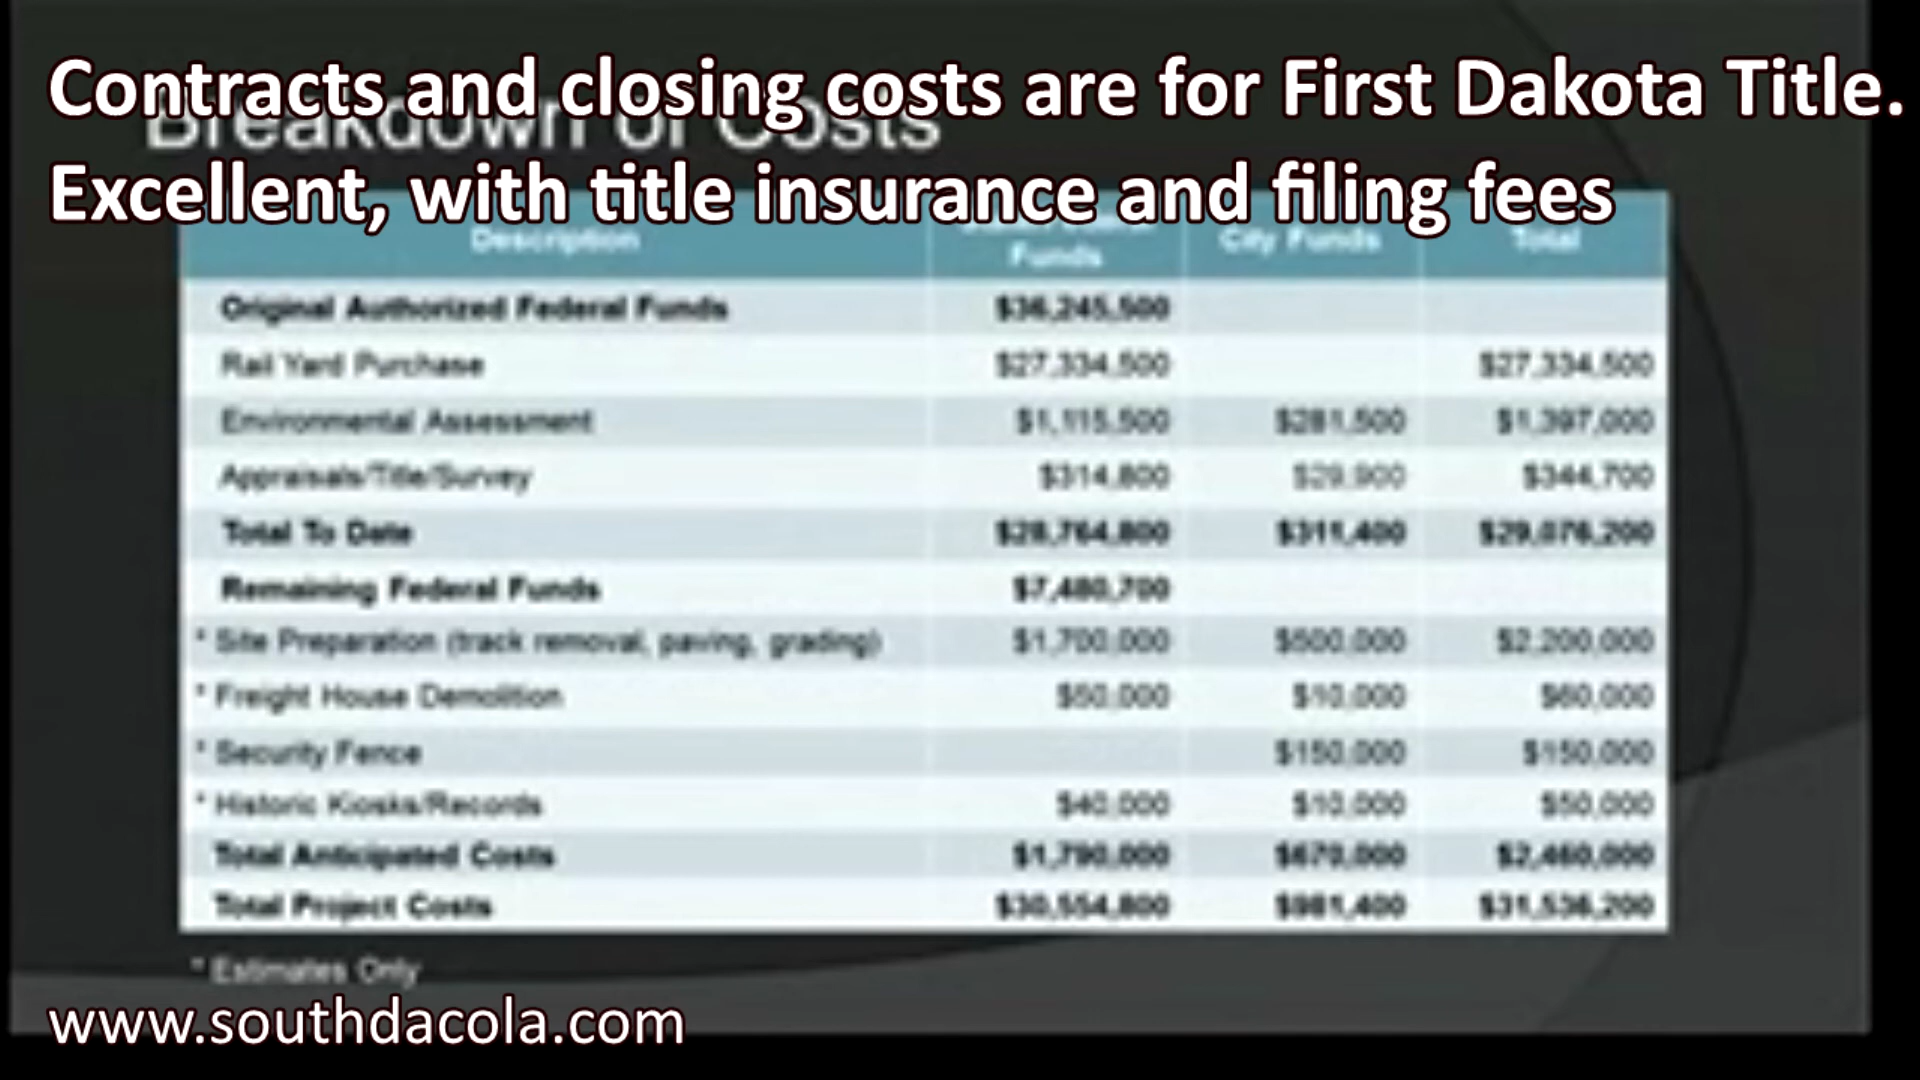 Contracts and closing costs are for First Dakota Title.
Breakdown of Costs
Excellent, with title insurance and filing fees
Description Funds City Funds Total
Original Authorized Federal Funds $36,245,500
Rail Yard Purchase $27,334,500 $27,334,500
Environmental Assessment $1,115,500 $281,500 $1,397,000
Appraisals/Title/Survey $314,800 $29,900 $344,700
Total To Date $28,764,800 $311,400 $29,076,200
Remaining Federal Funds $7,480,700
* Site Preparation (track removal, paving, grading) $1,700,000 $500,000 $2,200,000
* Freight House Demolition $50,000 $10,000 $60,000
* Security Fence $150,000 $150,000
* Historic Kiosks/Records $40,000 $10,000 $50,000
Total Anticipated Costs $1,790,000 $670,000 $2,460,000
Total Project Costs $30,554,800 $981,400 $31,536,200
* Estimates Only
www.southdacola.com